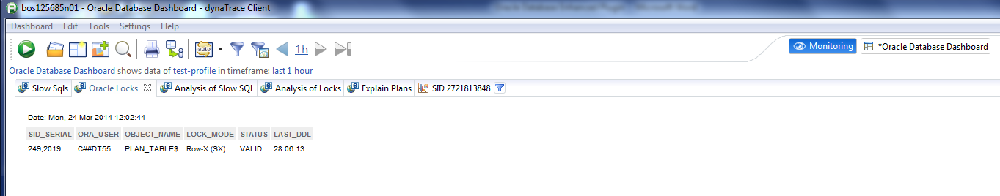 bos125685n01 - Oracle Database Dashboard - dynaTrace Client
Dashboard Edit Tools Settings Help
auto 1h Monitoring *Oracle Database Dashboard
Oracle Database Dashboard shows data of test-profile in timeframe: last 1 hour
Slow Sqls Oracle Locks Analysis of Slow SQL Analysis of Locks Explain Plans SID 2721813848
Date: Mon, 24 Mar 2014 12:02:44
SID_SERIAL ORA_USER OBJECT_NAME LOCK_MODE STATUS LAST_DDL
249,2019 C##DT55 PLAN_TABLE$ Row-X (SX) VALID 28.06.13